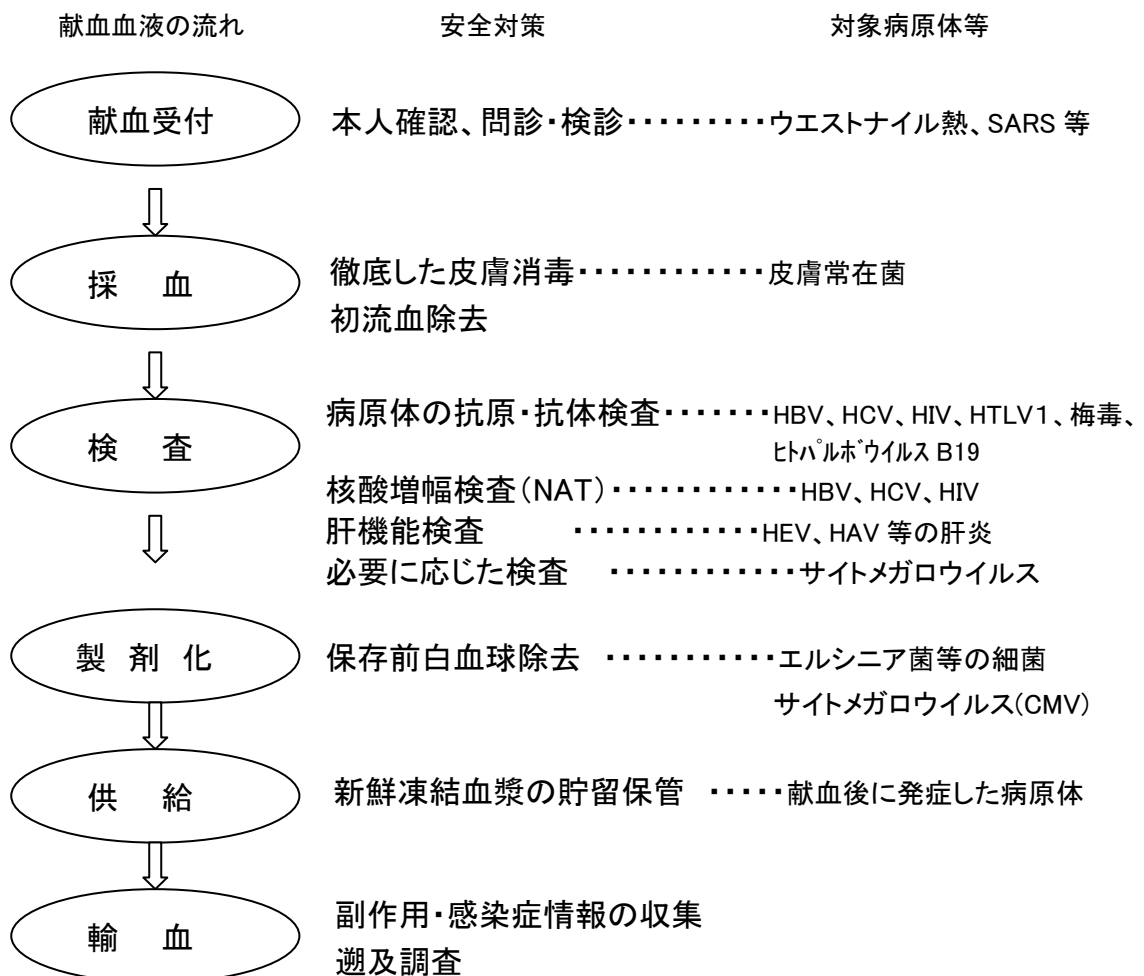 献血血液の流れ 安全対策 対象病原体等
献血受付 本人確認、問診・検診・・・・・・・・・ウエストナイル熱、SARS 等
採 血 徹底した皮膚消毒・・・・・・・・・・・・皮膚常在菌
初流血除去
検 査 病原体の抗原・抗体検査・・・・・・・HBV、HCV、HIV、HTLV1、梅毒、
ﾋﾄﾊﾟﾙﾎﾞｳｲﾙｽ B19
核酸増幅検査(NAT)・・・・・・・・・・・・HBV、HCV、HIV
肝機能検査 ・・・・・・・・・・・・HEV、HAV 等の肝炎
必要に応じた検査 ・・・・・・・・・・・・サイトメガロウイルス
製 剤 化 保存前白血球除去 ・・・・・・・・・・・エルシニア菌等の細菌
サイトメガロウイルス(CMV)
供 給 新鮮凍結血漿の貯留保管 ・・・・・献血後に発症した病原体
輸 血 副作用・感染症情報の収集
遡及調査